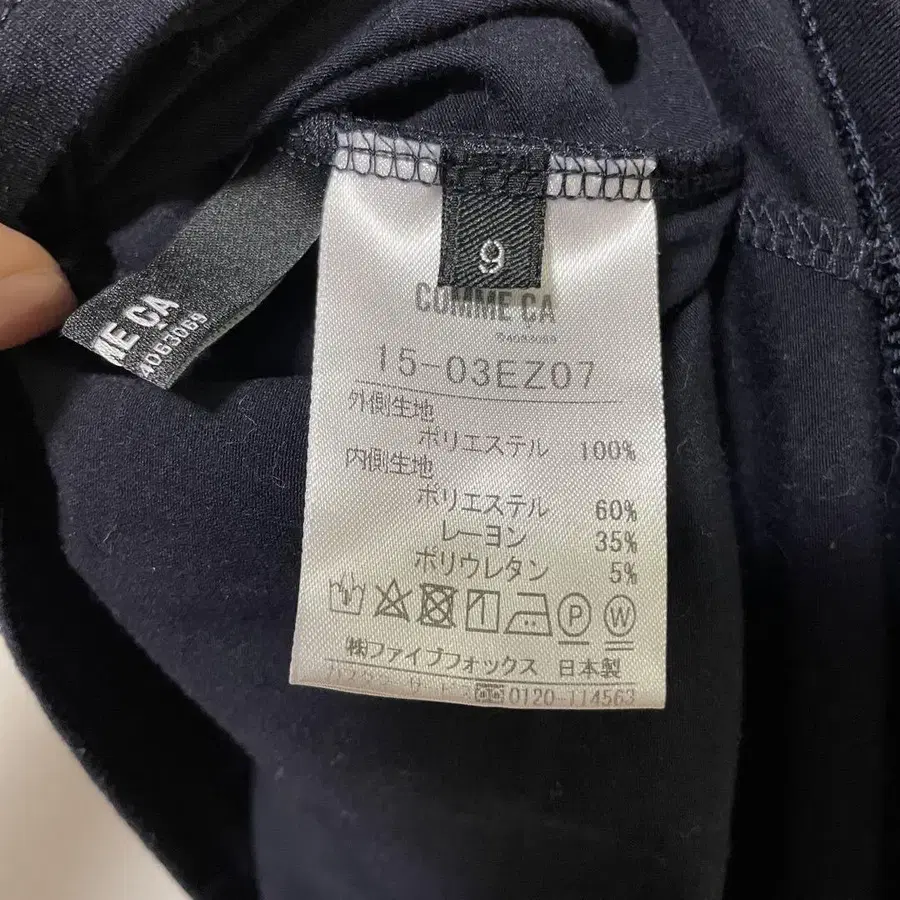 9
COMME CA
04063069
15-03EZ07
外側生地
ポリエステル 100%
内側生地
ポリエステル 60%
レーヨン 35%
ポリウレタン 5%
P
W
㈱ファイブフォックス 日本製
0120-114563
ME CA
4063069